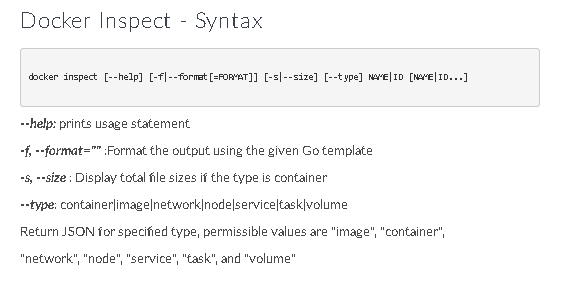 Docker Inspect - Syntax
docker inspect [--help] [-f|--format[=FORMAT]] [-s|--size] [--type] NAME|ID [NAME|ID...]
--help: prints usage statement
-f, --format="" :Format the output using the given Go template
-s, --size : Display total file sizes if the type is container
--type: container|image|network|node|service|task|volume
Return JSON for specified type, permissible values are "image", "container",
"network", "node", "service", "task", and "volume"